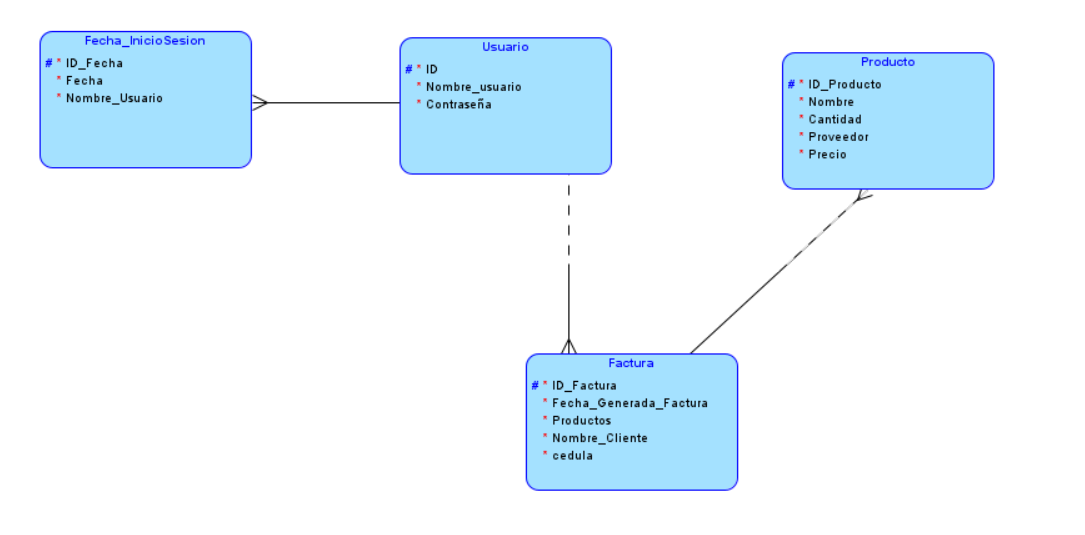 Fecha_InicioSesion
# * ID_Fecha
* Fecha
* Nombre_Usuario
Usuario
# * ID
* Nombre_usuario
* Contraseña
Producto
# * ID_Producto
* Nombre
* Cantidad
* Proveedor
* Precio
Factura
# * ID_Factura
* Fecha_Generada_Factura
* Productos
* Nombre_Cliente
* cedula